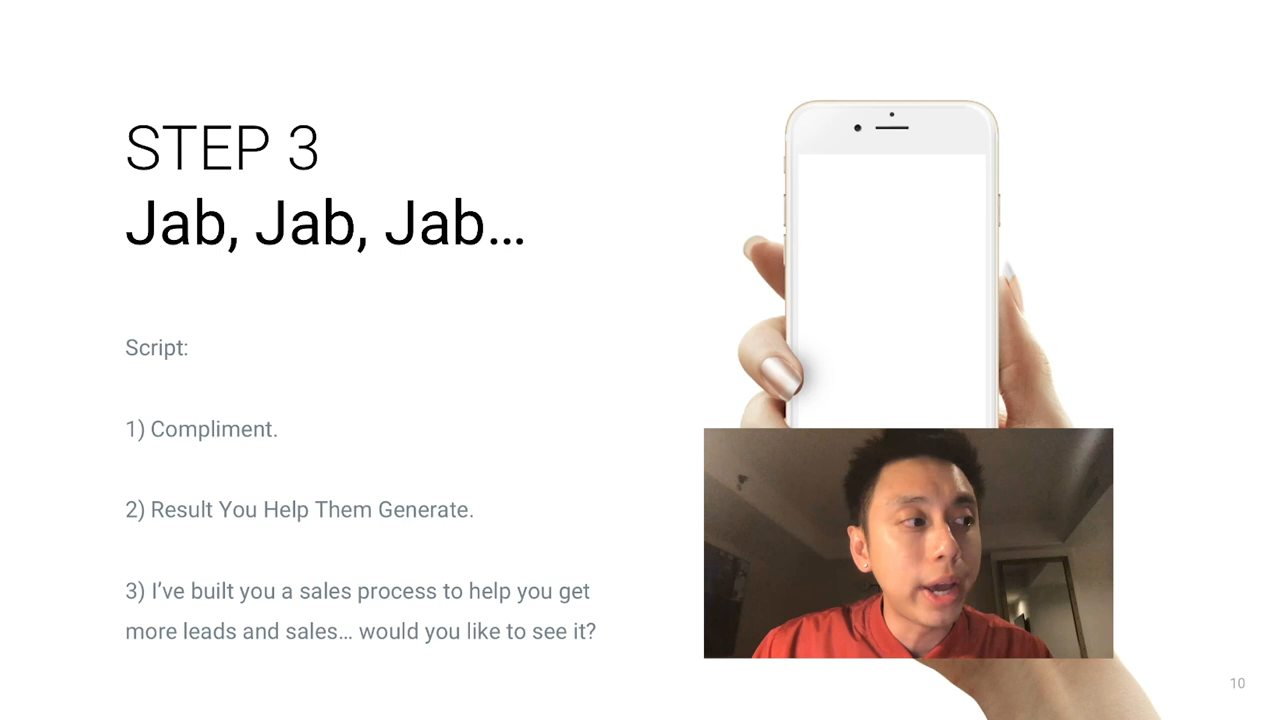 STEP 3
Jab, Jab, Jab…
Script:
1) Compliment.
2) Result You Help Them Generate.
3) I’ve built you a sales process to help you get
more leads and sales… would you like to see it?
10